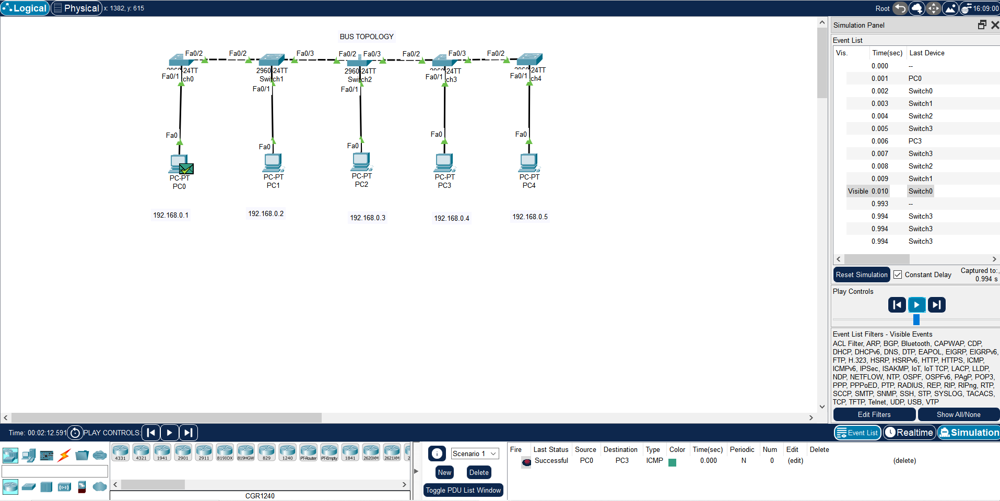 Logical Physical x: 1382, y: 615 Root 16:09:00
BUS TOPOLOGY
Fa0/2 Fa0/2 Fa0/3 Fa0/2 Fa0/3 Fa0/2 Fa0/3 Fa0/2
2960-24TT 2960-24TT 2960-24TT 2960-24TT 2960-24TT
Fa0/1 Switch1 Switch2 Fa0/1 Fa0/1
Fa0/1 Fa0/1
Fa0 Fa0 Fa0 Fa0 Fa0
PC-PT PC-PT PC-PT PC-PT PC-PT
PC0 PC1 PC2 PC3 PC4
192.168.0.1 192.168.0.2 192.168.0.3 192.168.0.4 192.168.0.5
Simulation Panel
Event List
Vis. Time(sec) Last Device
0.000 --
0.001 PC0
0.002 Switch0
0.003 Switch1
0.004 Switch2
0.005 Switch3
0.006 PC3
0.007 Switch3
0.008 Switch2
0.009 Switch1
Visible 0.010 Switch0
0.993 --
0.994 Switch3
0.994 Switch3
0.994 Switch3
Reset Simulation Constant Delay Captured to:
0.994 s
Play Controls
Event List Filters - Visible Events
ACL Filter, ARP, BGP, Bluetooth, CAPWAP, CDP,
DHCP, DHCPv6, DNS, DTP, EAPOL, EIGRP, EIGRPv6,
FTP, H.323, HSRP, HSRPv6, HTTP, HTTPS, ICMP,
ICMPv6, IPSec, ISAKMP, IoT, IoT TCP, LACP, LLDP,
NDP, NETFLOW, NTP, OSPF, OSPFv6, PAgP, POP3,
PPP, PPPoED, PTP, RADIUS, REP, RIP, RIPng, RTP,
SCCP, SMTP, SNMP, SSH, STP, SYSLOG, TACACS,
TCP, TFTP, Telnet, UDP, USB, VTP
Edit Filters Show All/None
Time: 00:02:12.591 PLAY CONTROLS: Event List Realtime Simulation
4331 4321 1941 2901 2911 819IOX 819HGW 829 1240 PT-Router PT-Empty 1841 2620XM 2621XM
CGR1240
Scenario 1
New Delete
Toggle PDU List Window
Fire Last Status Source Destination Type Color Time(sec) Periodic Num Edit Delete
Successful PC0 PC3 ICMP 0.000 N 0 (edit) (delete)